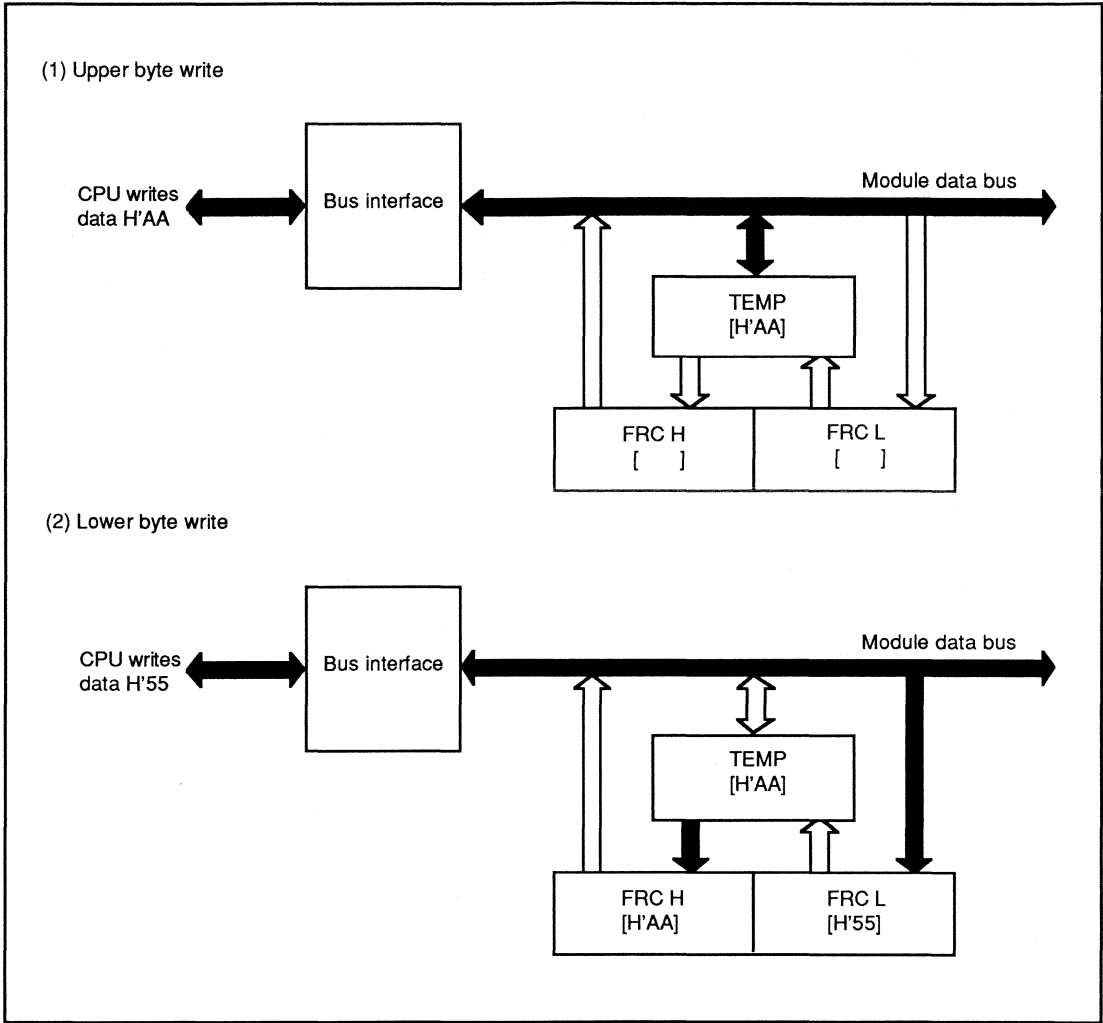 (1) Upper byte write
CPU writes
data H'AA
Bus interface
Module data bus
TEMP
[H'AA]
FRC H
[ ]
FRC L
[ ]
(2) Lower byte write
CPU writes
data H'55
Bus interface
Module data bus
TEMP
[H'AA]
FRC H
[H'AA]
FRC L
[H'55]